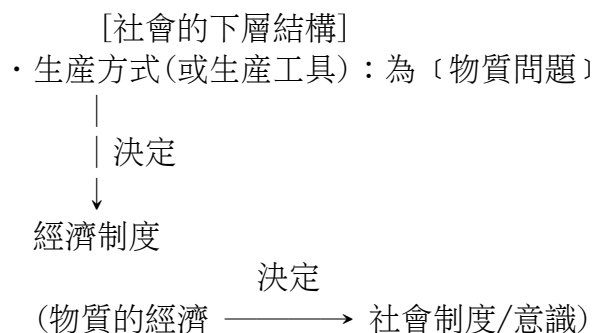 [社會的下層結構]
·生産方式(或生産工具)：為﹝物質問題﹞
決定
經濟制度
決定
(物質的經濟 社會制度/意識)